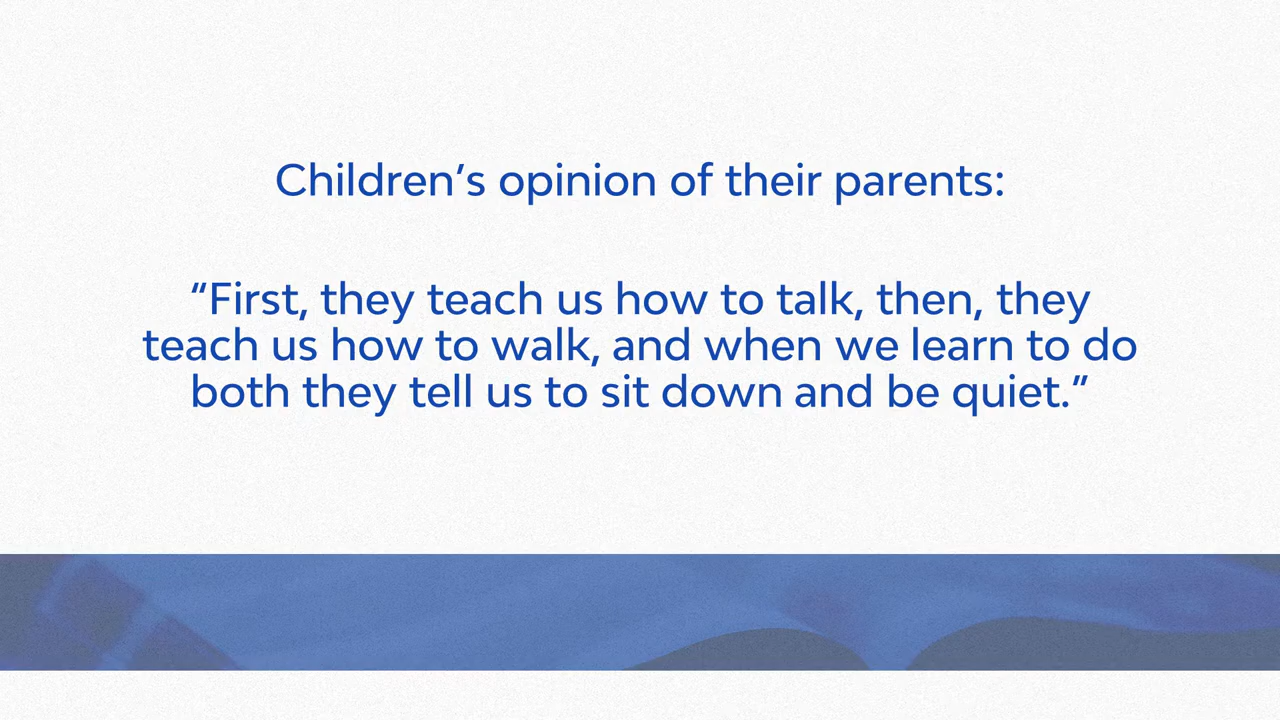 Children’s opinion of their parents:
“First, they teach us how to talk, then, they
teach us how to walk, and when we learn to do
both they tell us to sit down and be quiet.”